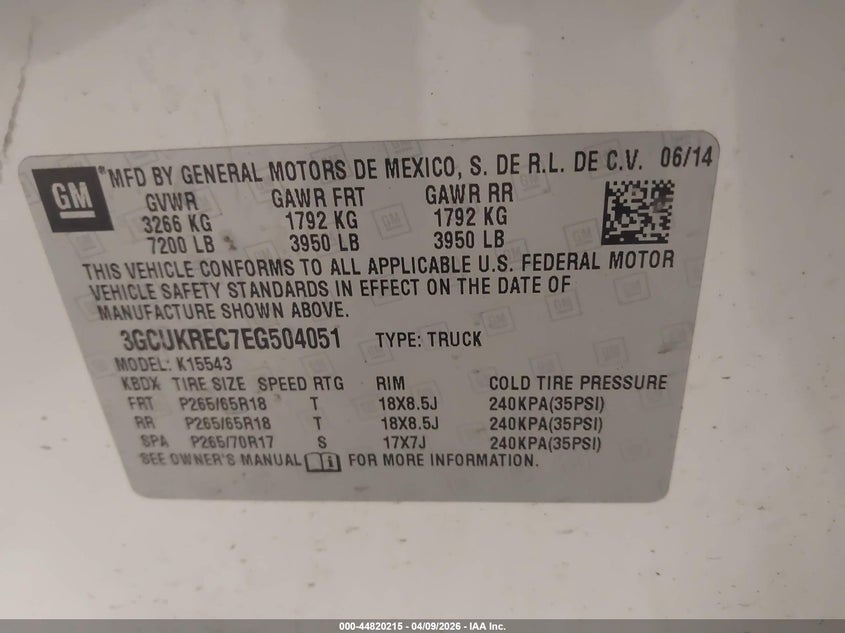 GM
*MFD BY GENERAL MOTORS DE MEXICO, S. DE R.L. DE C.V. 06/14
GVWR GAWR FRT GAWR RR
3266 KG 1792 KG 1792 KG
7200 LB 3950 LB 3950 LB
THIS VEHICLE CONFORMS TO ALL APPLICABLE U.S. FEDERAL MOTOR
VEHICLE SAFETY STANDARDS IN EFFECT ON THE DATE OF
MANUFACTURE SHOWN ABOVE.
3GCUKREC7EG504051 TYPE: TRUCK
MODEL: K15543
KBDX TIRE SIZE SPEED RTG RIM COLD TIRE PRESSURE
FRT P265/65R18 T 18X8.5J 240KPA(35PSI)
RR P265/65R18 T 18X8.5J 240KPA(35PSI)
SPA P265/70R17 S 17X7J 240KPA(35PSI)
SEE OWNER'S MANUAL FOR MORE INFORMATION.
000-44820215 - 04/09/2026 - IAA Inc.